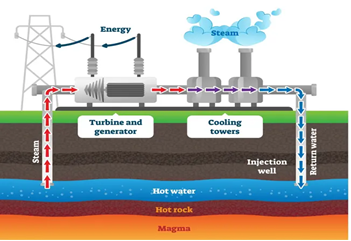 Energy
Steam
Turbine and
generator
Cooling
towers
Steam
Injection
well
Return water
Hot water
Hot rock
Magma